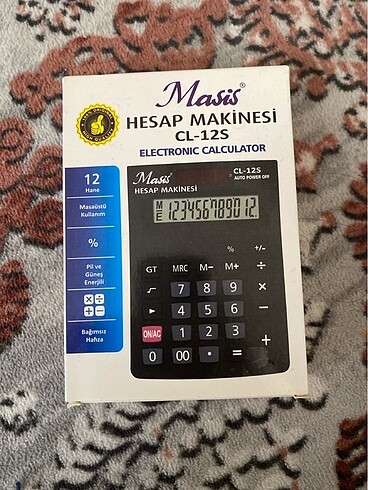 Masis®
HESAP MAKİNESİ
CL-12S
ELECTRONIC CALCULATOR
12
Hane
Masaüstü
Kullanım
%
Pil ve
Güneş
Enerjili
Bağımsız
Hafıza
Masis
HESAP MAKİNESİ
CL-12S
AUTO POWER OFF
M
E
123456789012
% +/-
GT MRC M− M+ ÷
√ 7 8 9 ×
▶ 4 5 6 −
ON/AC 1 2 3 +
0 00 • =